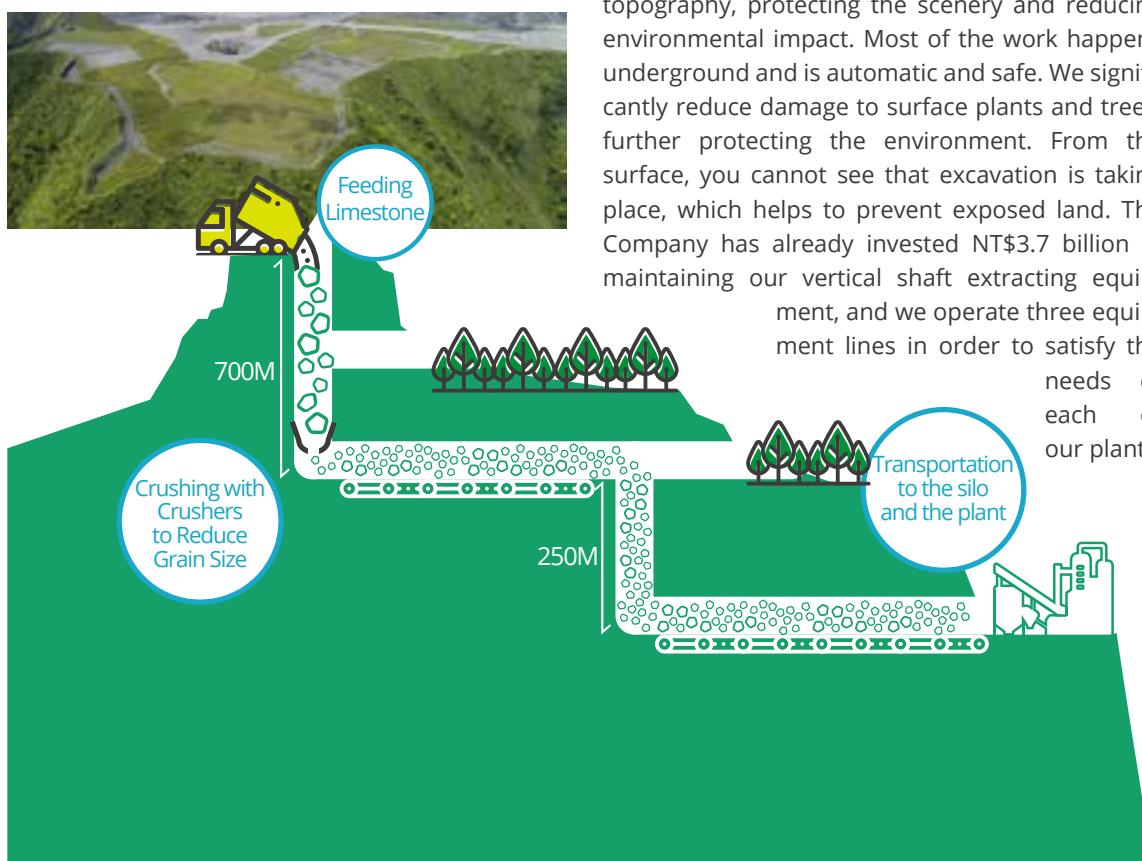 topography, protecting the scenery and reducin
environmental impact. Most of the work happen
underground and is automatic and safe. We signif
cantly reduce damage to surface plants and tree
further protecting the environment. From th
surface, you cannot see that excavation is takin
place, which helps to prevent exposed land. Th
Company has already invested NT$3.7 billion
maintaining our vertical shaft extracting equi
ment, and we operate three equi
ment lines in order to satisfy th
needs
each
our plant
Feeding
Limestone
700M
Crushing with
Crushers
to Reduce
Grain Size
250M
Transportation
to the silo
and the plant